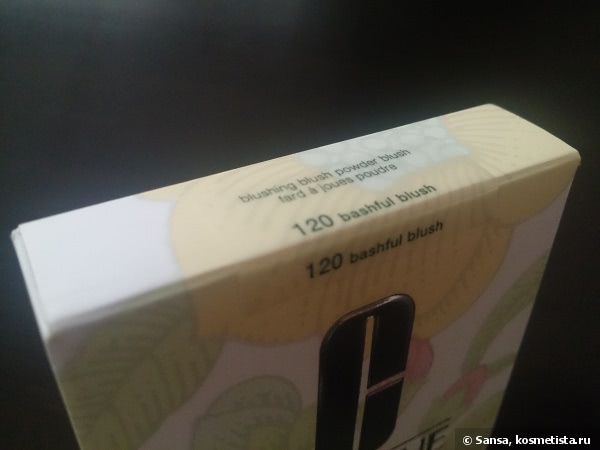 blushing blush powder blush
fard à joues poudre
120 bashful blush
120 bashful blush
© Sansa, kosmetista.ru